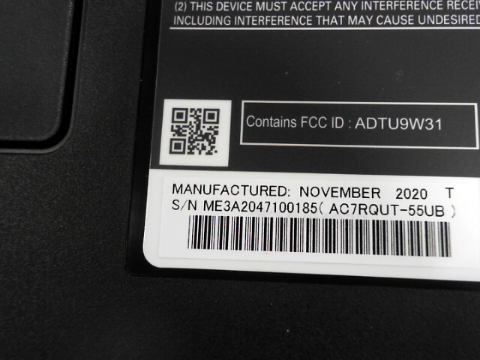 (2) THIS DEVICE MUST ACCEPT ANY INTERFERENCE
INCLUDING INTERFERENCE THAT MAY CAUSE
Contains FCC ID : ADTU9W31
MANUFACTURED: NOVEMBER 2020 T
S/N ME3A2047100185( AC7RQUT-55UB )